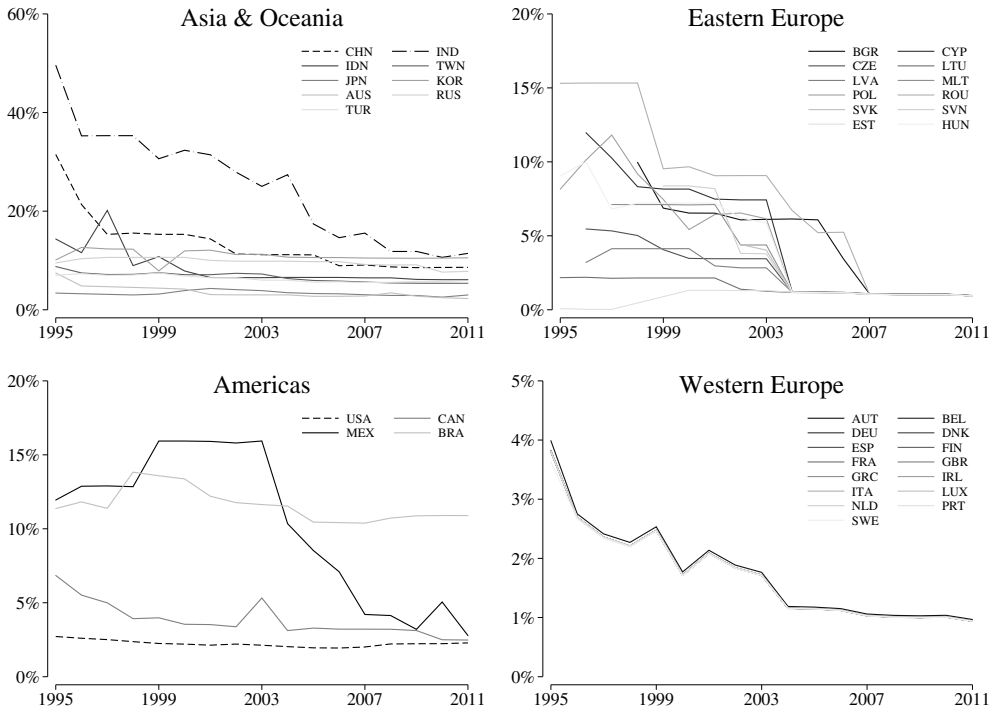 Asia & Oceania
60%
40%
20%
0%
CHN IND
IDN TWN
JPN KOR
AUS RUS
TUR
1995 1999 2003 2007 2011
Eastern Europe
20%
15%
10%
5%
0%
BGR CYP
CZE LTU
LVA MLT
POL ROU
SVK SVN
EST HUN
1995 1999 2003 2007 2011
Americas
20%
15%
10%
5%
0%
USA CAN
MEX BRA
1995 1999 2003 2007 2011
Western Europe
5%
4%
3%
2%
1%
0%
AUT BEL
DEU DNK
ESP FIN
FRA GBR
GRC IRL
ITA LUX
NLD PRT
SWE
1995 1999 2003 2007 2011